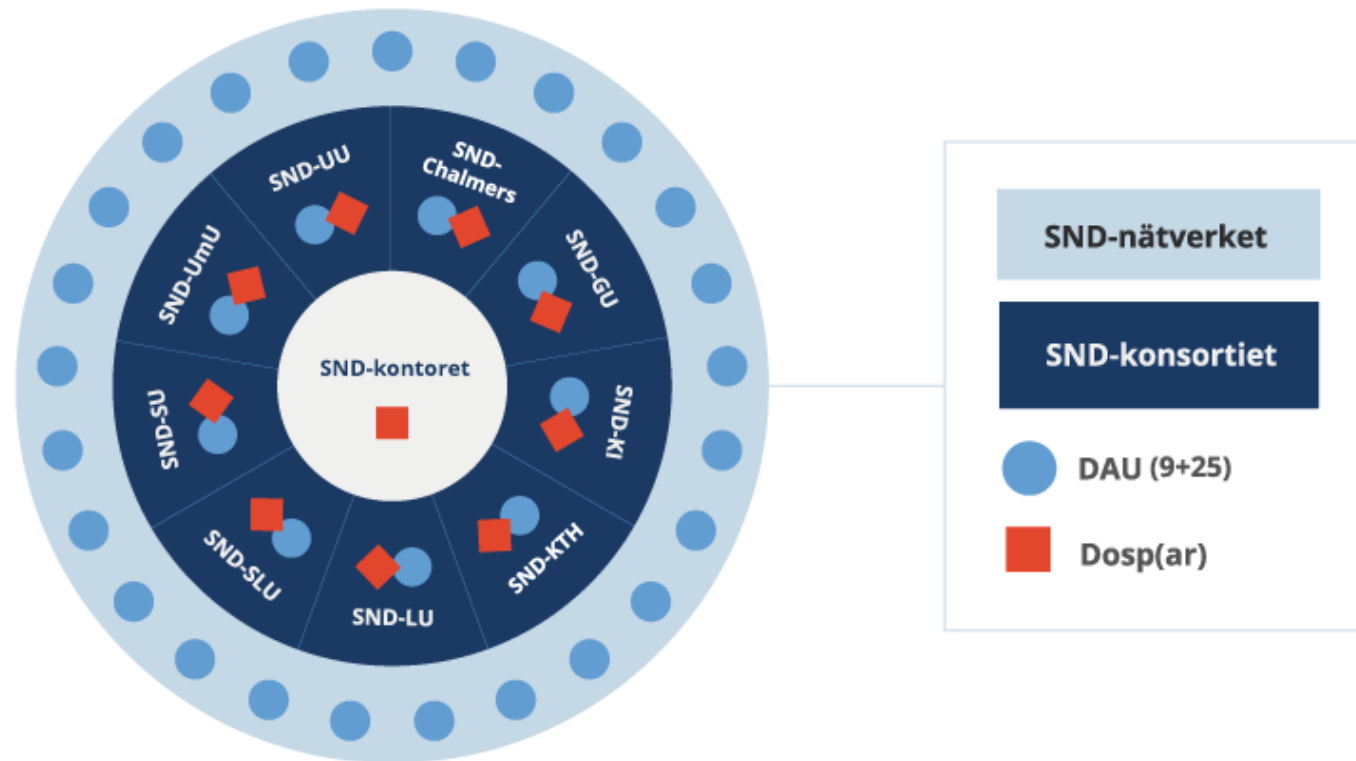 SND-UU
SND-
Chalmers
SND-GU
SND-KI
SND-KTH
SND-LU
SND-SLU
SND-SU
SND-UmU
SND-kontoret
SND-nätverket
SND-konsortiet
DAU (9+25)
Dosp(ar)